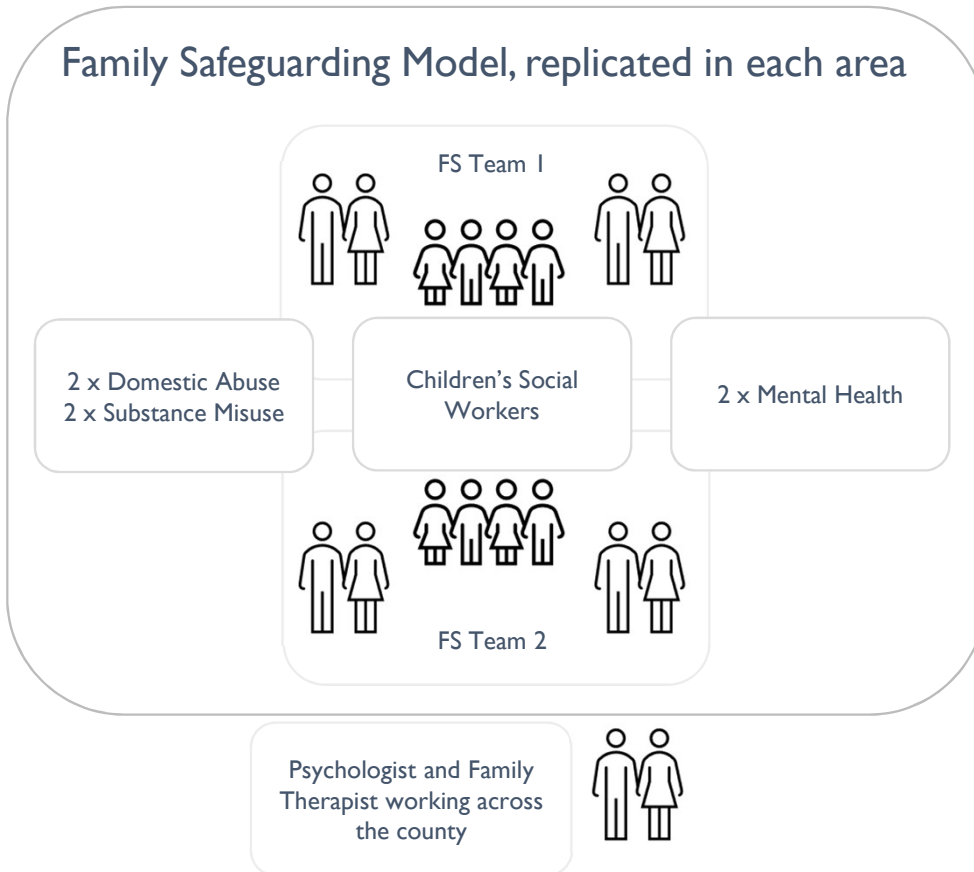 Family Safeguarding Model, replicated in each area
FS Team 1
2 x Domestic Abuse
2 x Substance Misuse
Children’s Social
Workers
2 x Mental Health
FS Team 2
Psychologist and Family
Therapist working across
the county